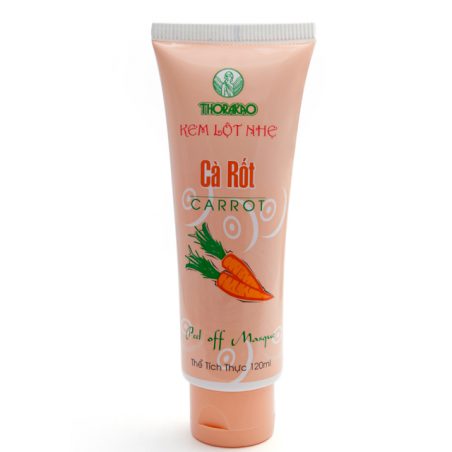 THORAKAO
KEM LỘT NHẸ
Cà Rốt
CARROT
Peel off Masque
Thể Tích Thực 120ml